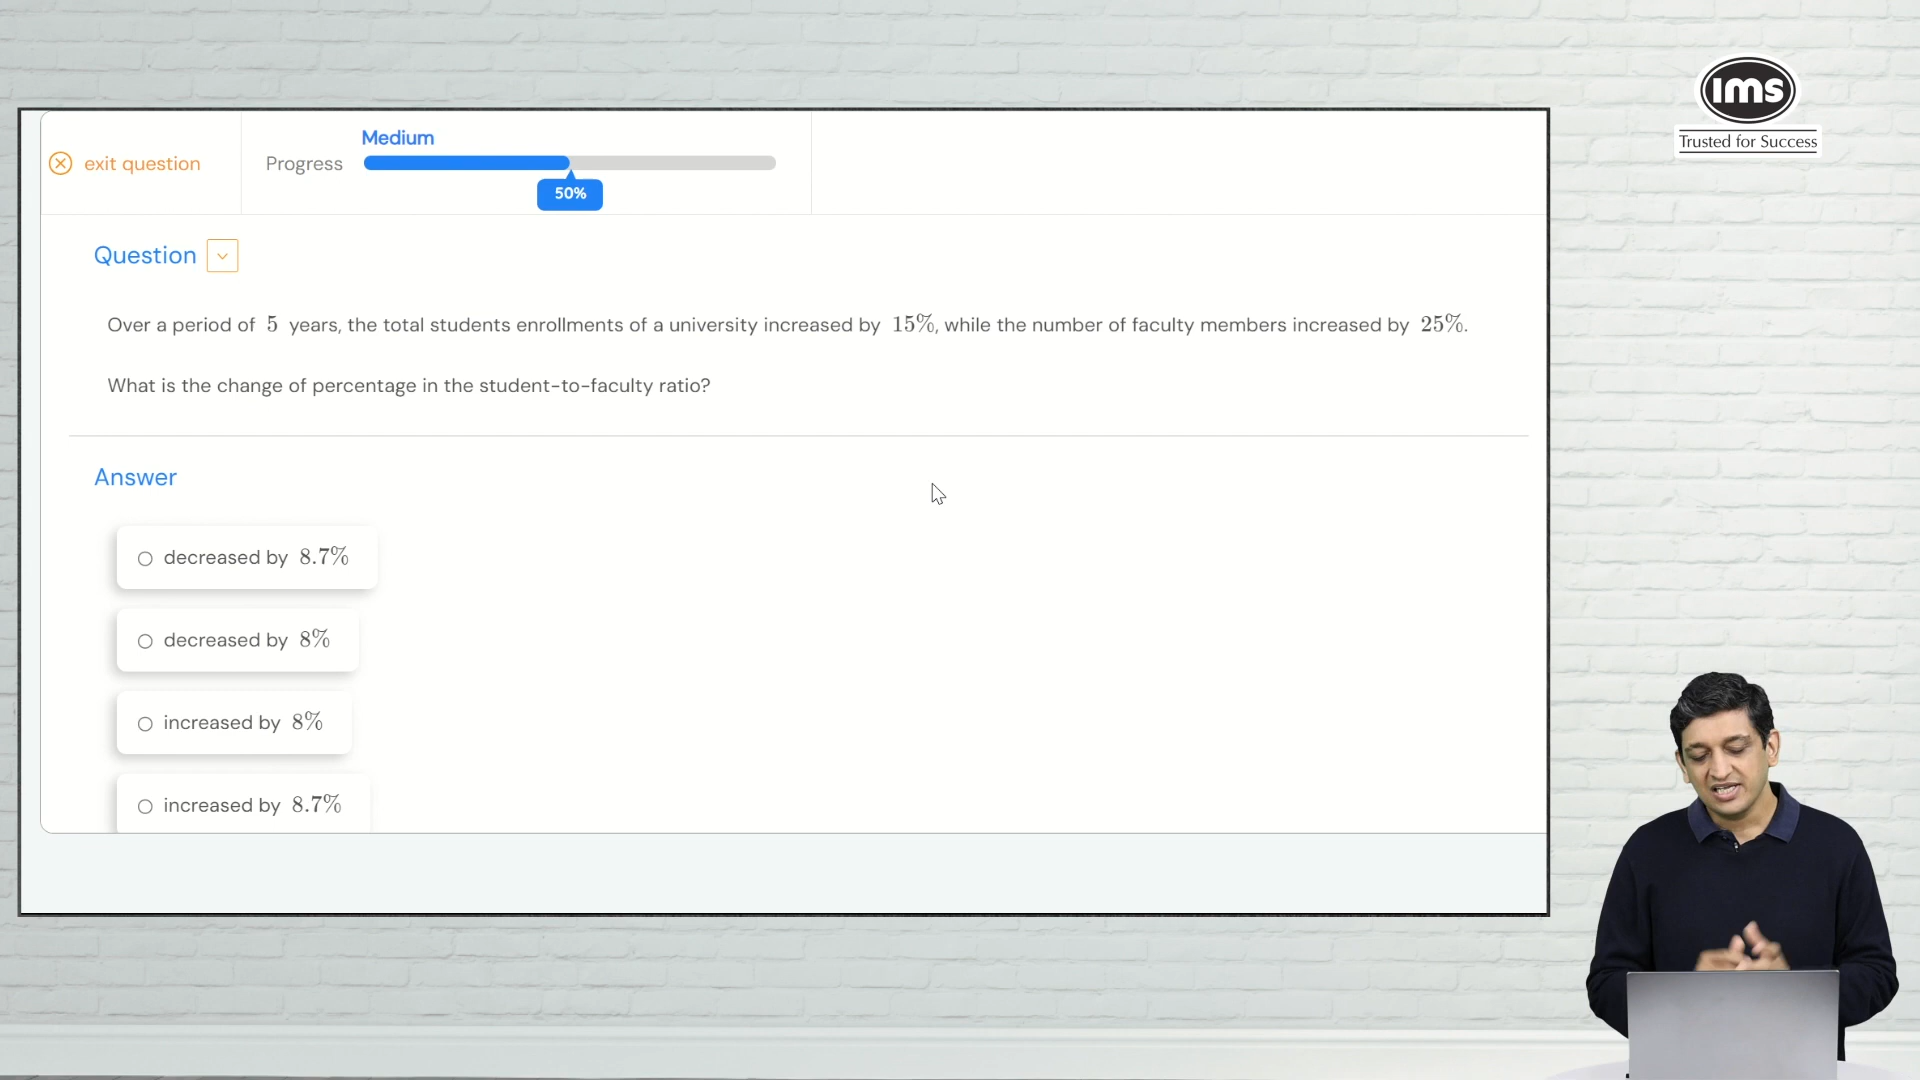 ims
Trusted for Success
exit question
Progress
Medium
50%
Question
Over a period of 5 years, the total students enrollments of a university increased by 15%, while the number of faculty members increased by 25%.
What is the change of percentage in the student-to-faculty ratio?
Answer
decreased by 8.7%
decreased by 8%
increased by 8%
increased by 8.7%